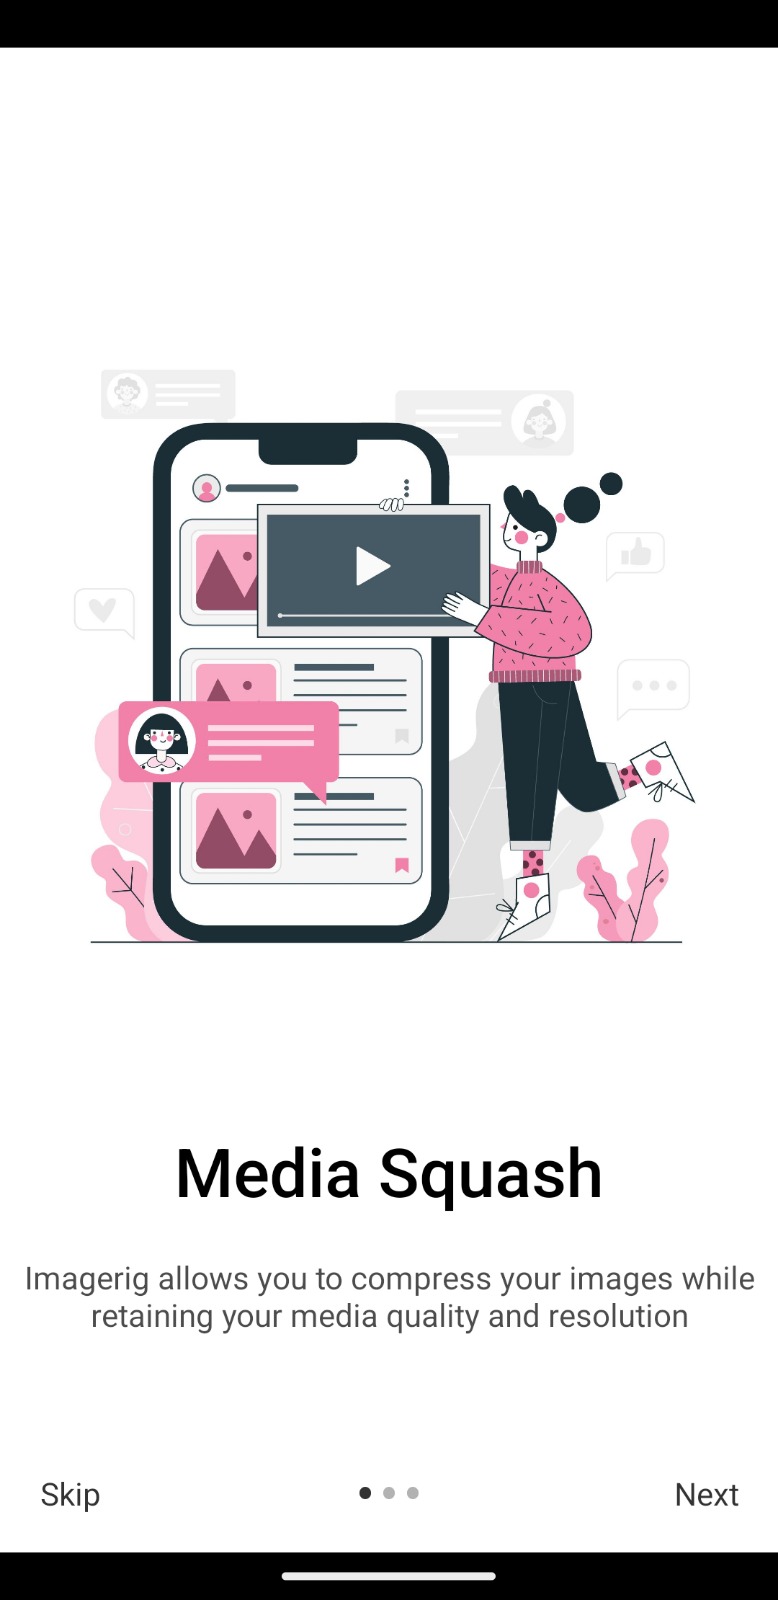 Media Squash
Imagerig allows you to compress your images while
retaining your media quality and resolution
Skip
Next